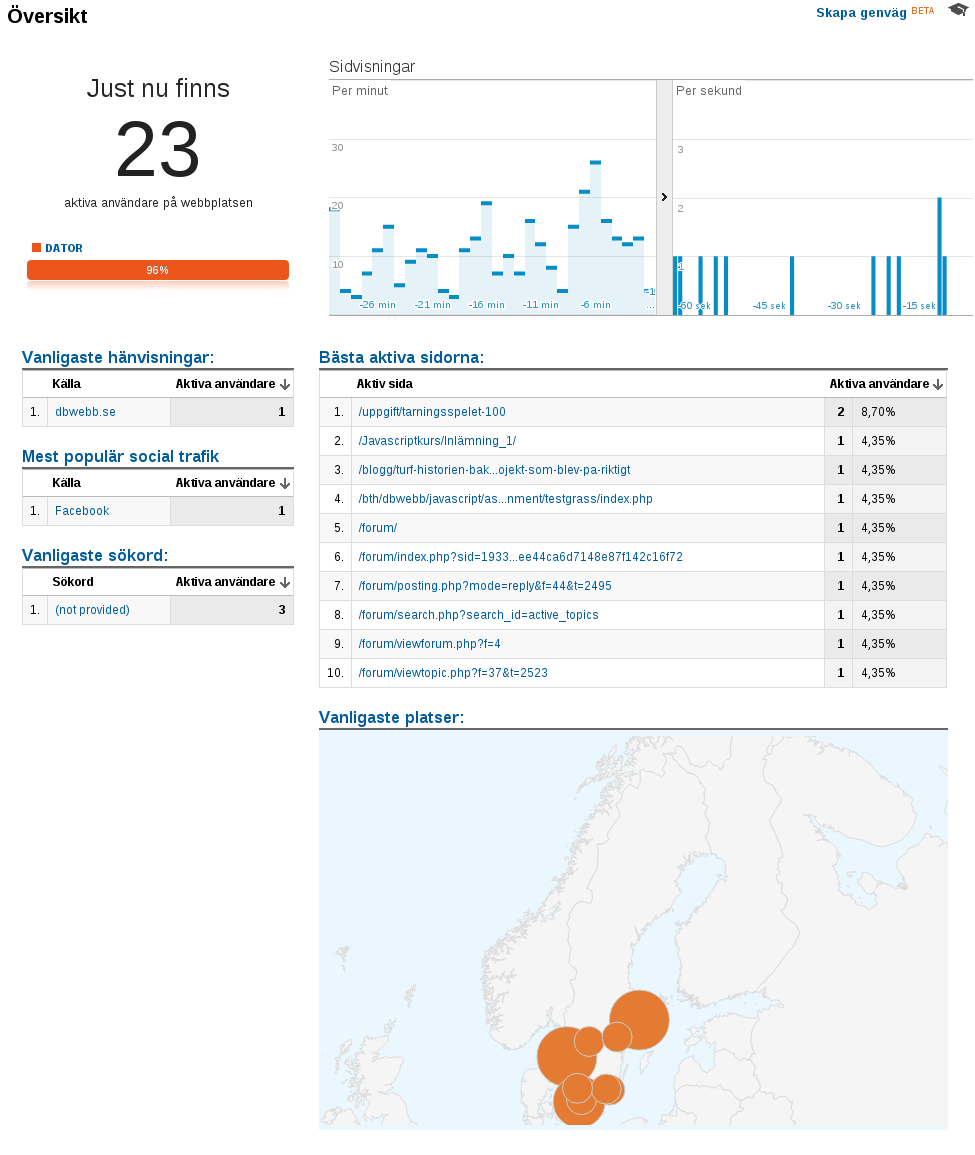 Översikt
Skapa genväg BETA
Just nu finns
23
aktiva användare på webbplatsen
DATOR
96%
Sidvisningar
Per minut
30
20
10
-26 min -21 min -16 min -11 min -6 min
Per sekund
3
2
1
-60 sek -45 sek -30 sek -15 sek
Vanligaste hänvisningar:
Källa Aktiva användare
1. dbwebb.se 1
Mest populär social trafik
Källa Aktiva användare
1. Facebook 1
Vanligaste sökord:
Sökord Aktiva användare
1. (not provided) 3
Bästa aktiva sidorna:
Aktiv sida Aktiva användare
1. /uppgift/tarningsspelet-100 2 8,70%
2. /Javascriptkurs/Inlämning_1/ 1 4,35%
3. /blogg/turf-historien-bak...ojekt-som-blev-pa-riktigt 1 4,35%
4. /bth/dbwebb/javascript/as...nment/testgrass/index.php 1 4,35%
5. /forum/ 1 4,35%
6. /forum/index.php?sid=1933...ee44ca6d7148e87f142c16f72 1 4,35%
7. /forum/posting.php?mode=reply&f=44&t=2495 1 4,35%
8. /forum/search.php?search_id=active_topics 1 4,35%
9. /forum/viewforum.php?f=4 1 4,35%
10. /forum/viewtopic.php?f=37&t=2523 1 4,35%
Vanligaste platser: